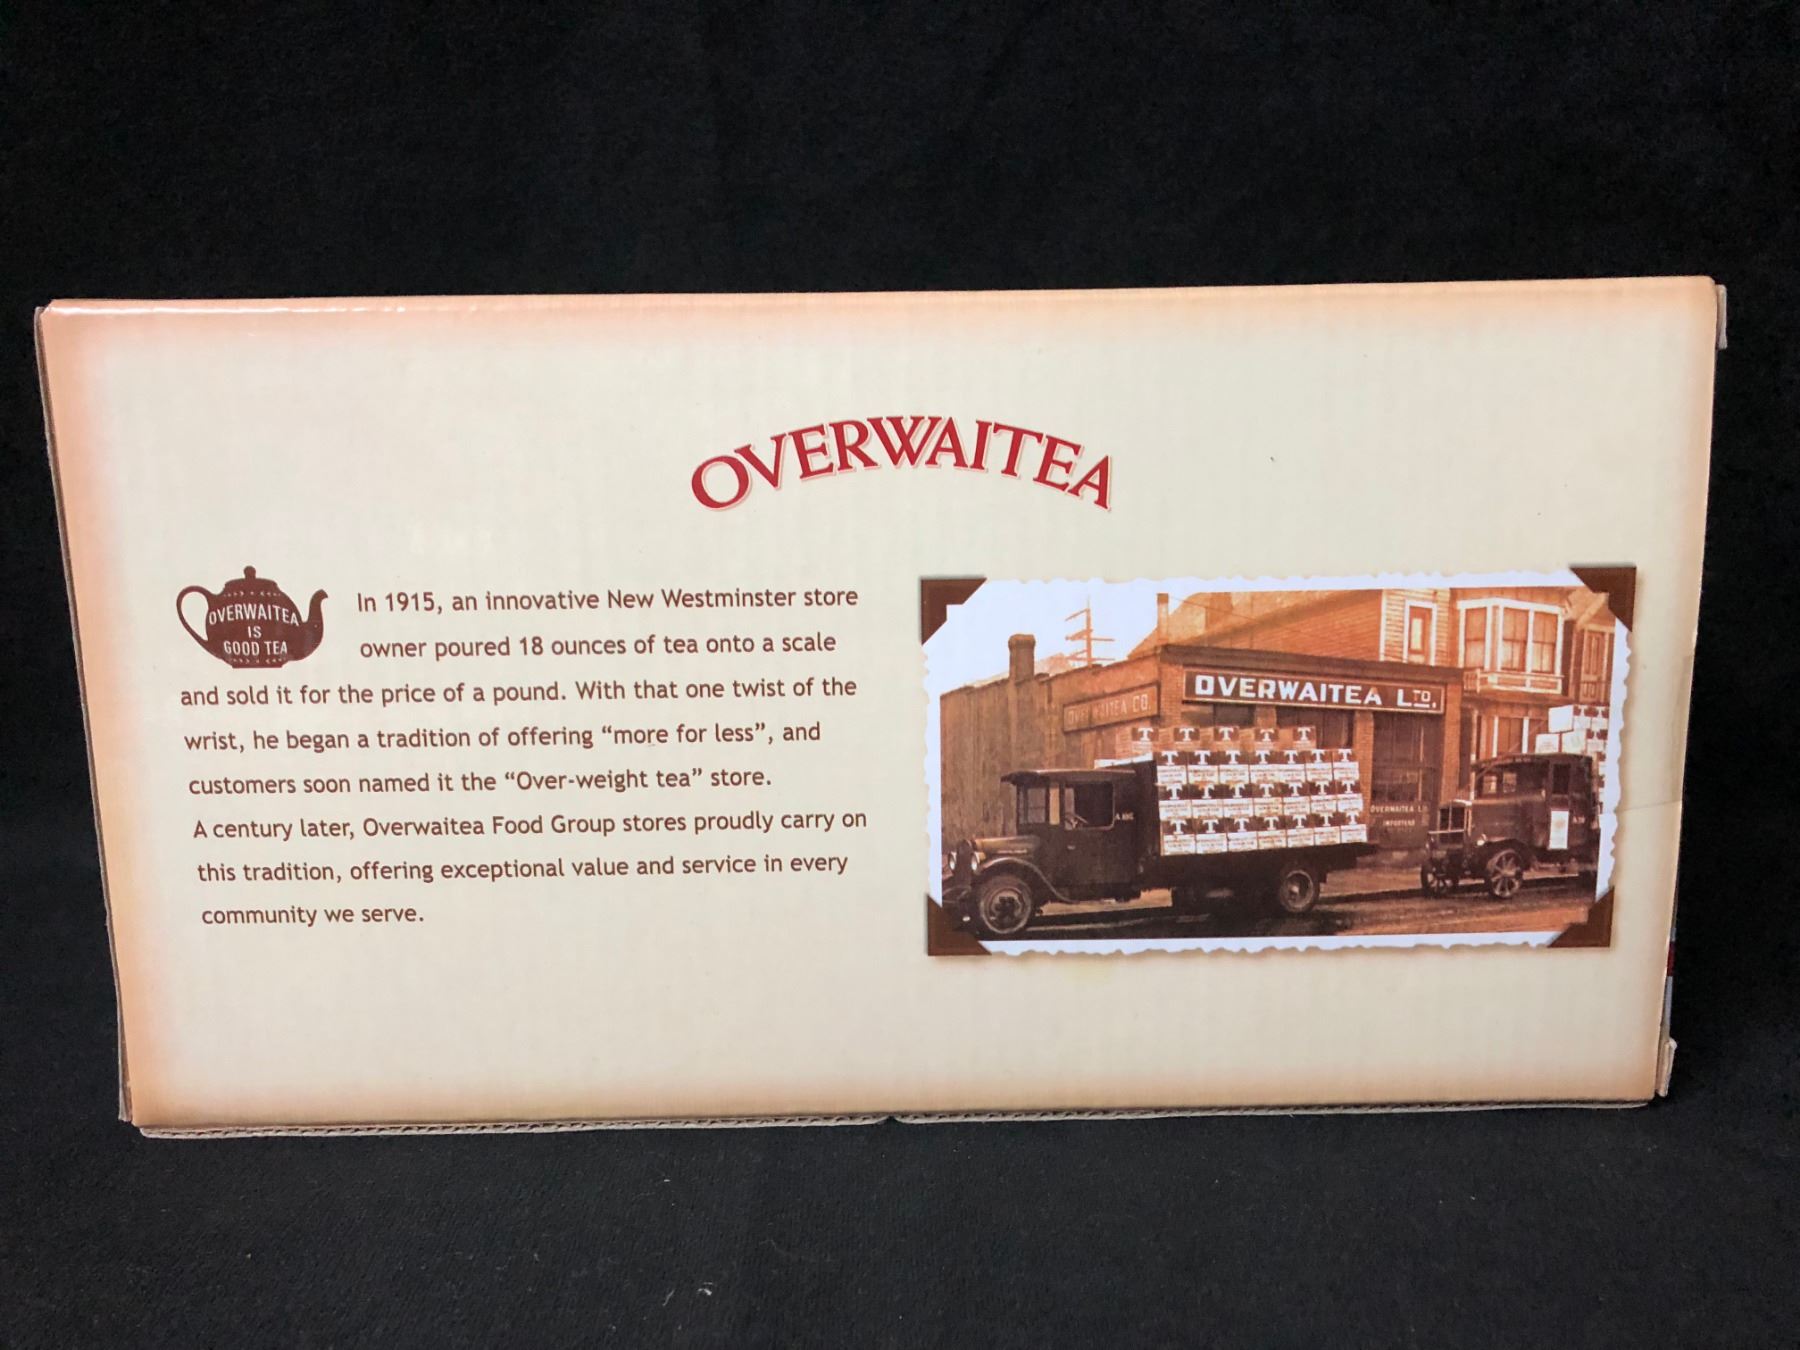 OVERWAITEA
OVERWAITEA
IS
GOOD TEA
In 1915, an innovative New Westminster store
owner poured 18 ounces of tea onto a scale
and sold it for the price of a pound. With that one twist of the
wrist, he began a tradition of offering “more for less”, and
customers soon named it the “Over-weight tea” store.
A century later, Overwaitea Food Group stores proudly carry on
this tradition, offering exceptional value and service in every
community we serve.
OVERWAITEA CO.
OVERWAITEA LTD.
OVERWAITEA
IMPORTERS